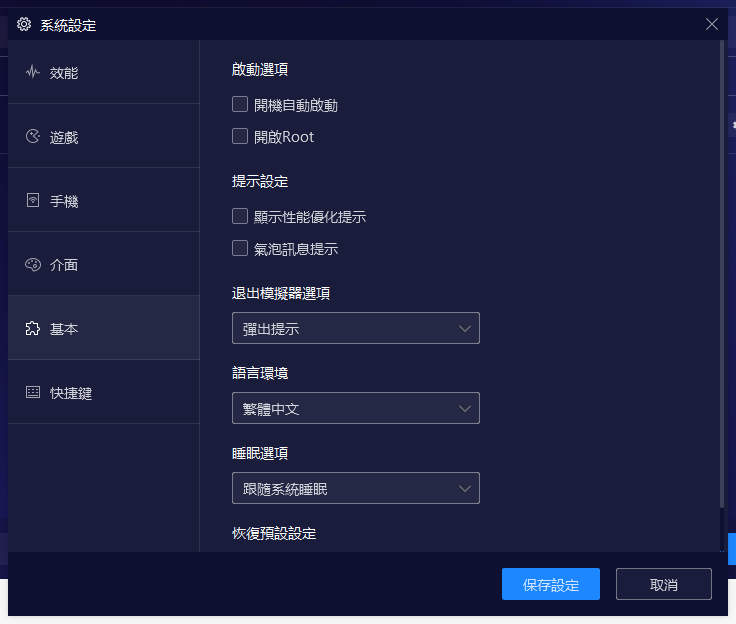 系統設定
效能
遊戲
手機
介面
基本
快捷鍵
啟動選項
開機自動啟動
開啟Root
提示設定
顯示性能優化提示
氣泡訊息提示
退出模擬器選項
彈出提示
語言環境
繁體中文
睡眠選項
跟隨系統睡眠
恢復預設設定
保存設定
取消